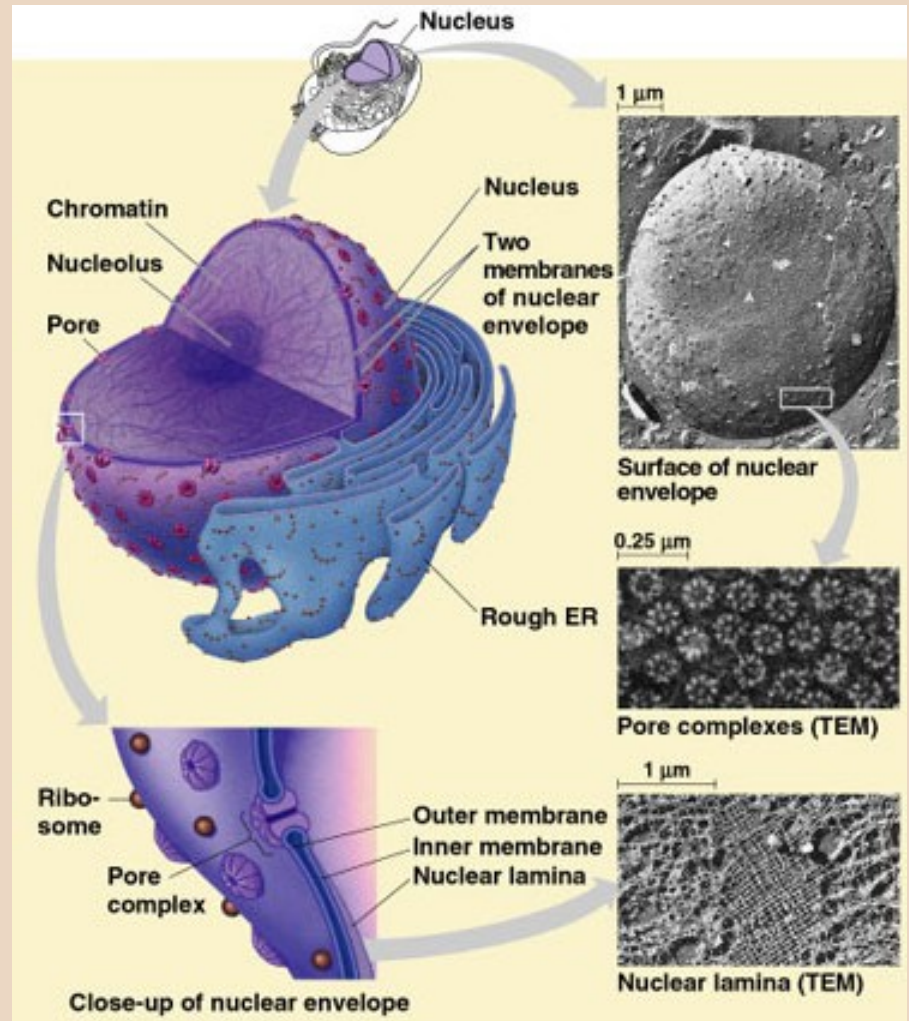 Nucleus
1 µm
Chromatin
Nucleolus
Pore
Nucleus
Two
membranes
of nuclear
envelope
Surface of nuclear
envelope
0.25 µm
Rough ER
Pore complexes (TEM)
1 µm
Ribo-
some
Pore
complex
Outer membrane
Inner membrane
Nuclear lamina
Nuclear lamina (TEM)
Close-up of nuclear envelope